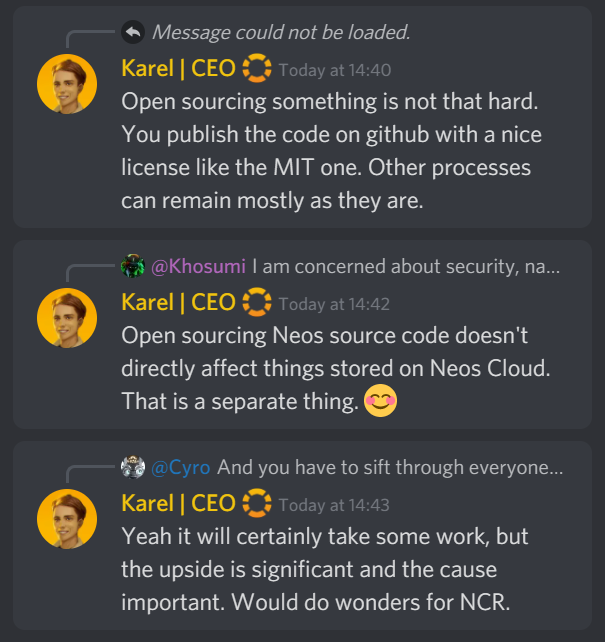 Message could not be loaded.
Karel | CEO Today at 14:40
Open sourcing something is not that hard.
You publish the code on github with a nice
license like the MIT one. Other processes
can remain mostly as they are.
@Khosumi I am concerned about security, na...
Karel | CEO Today at 14:42
Open sourcing Neos source code doesn't
directly affect things stored on Neos Cloud.
That is a separate thing. 😊
@Cyro And you have to sift through everyone...
Karel | CEO Today at 14:43
Yeah it will certainly take some work, but
the upside is significant and the cause
important. Would do wonders for NCR.